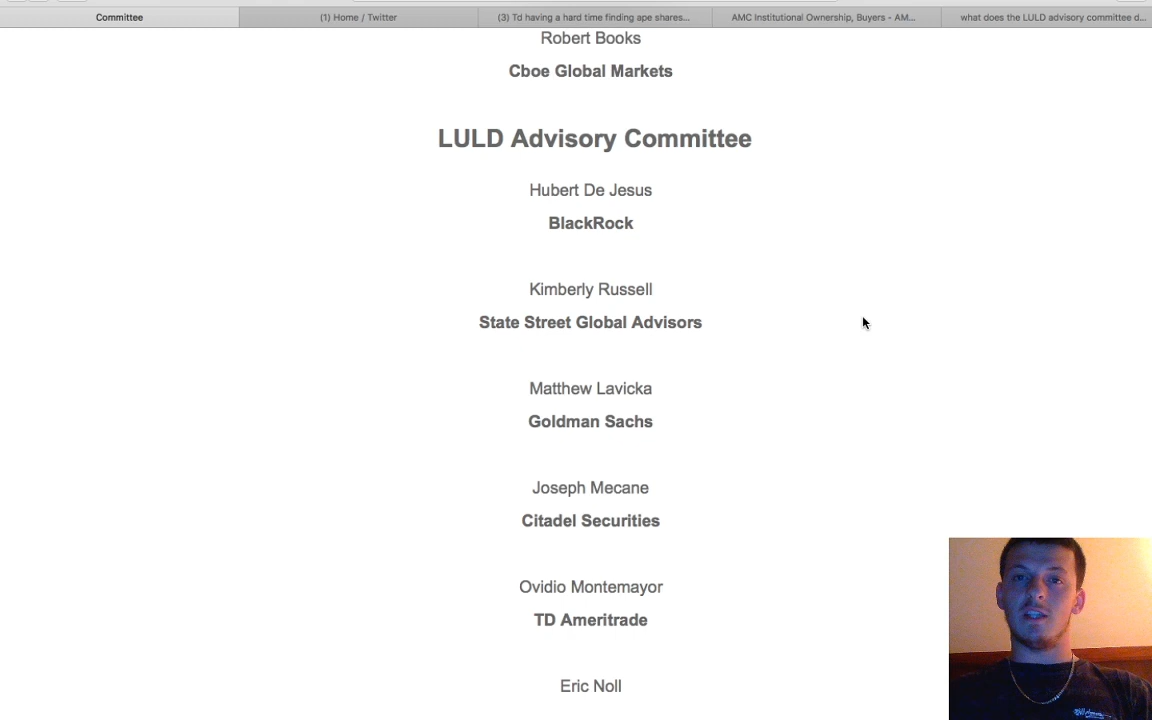 Committee
(1) Home / Twitter
(3) Td having a hard time finding ape shares...
AMC Institutional Ownership, Buyers - AM...
what does the LULD advisory committee d...
Robert Books
Cboe Global Markets
LULD Advisory Committee
Hubert De Jesus
BlackRock
Kimberly Russell
State Street Global Advisors
Matthew Lavicka
Goldman Sachs
Joseph Mecane
Citadel Securities
Ovidio Montemayor
TD Ameritrade
Eric Noll